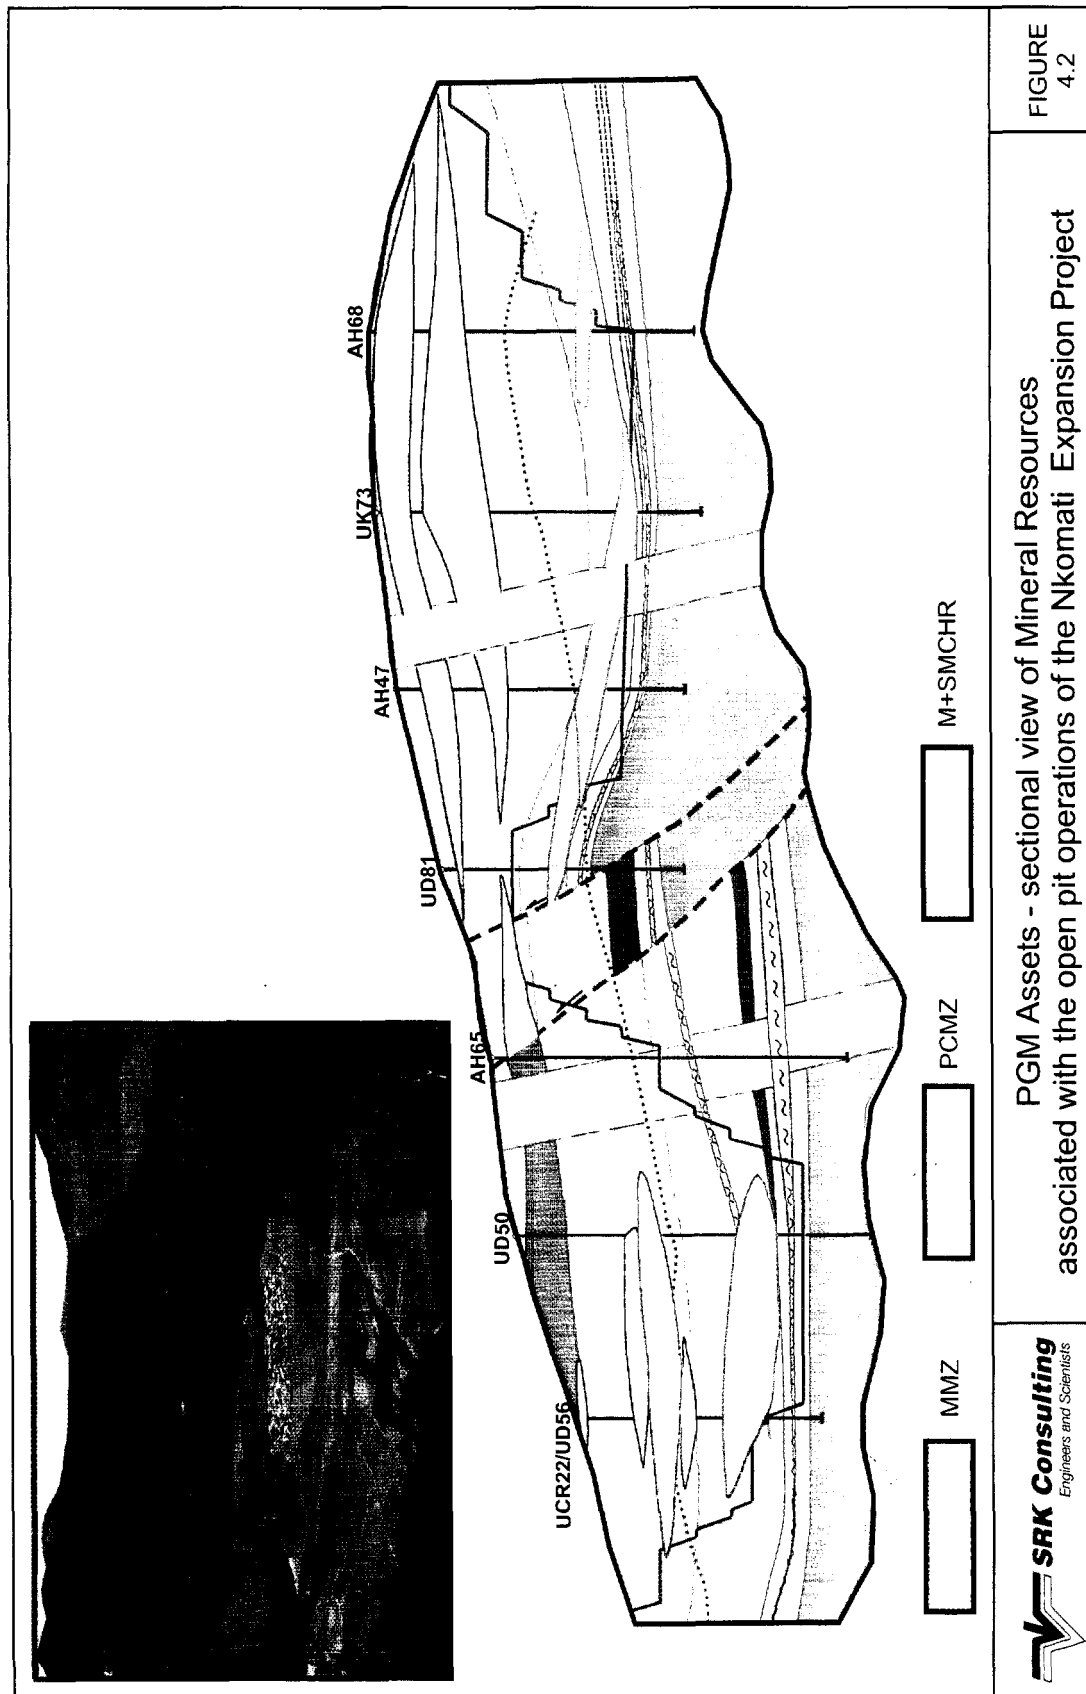 UCR22/UD56
UD50
AH65
UD81
AH47
UK73
AH68
MMZ
PCMZ
M+SMCHR
SRK Consulting
Engineers and Scientists
PGM Assets - sectional view of Mineral Resources
associated with the open pit operations of the Nkomati Expansion Project
FIGURE
4.2